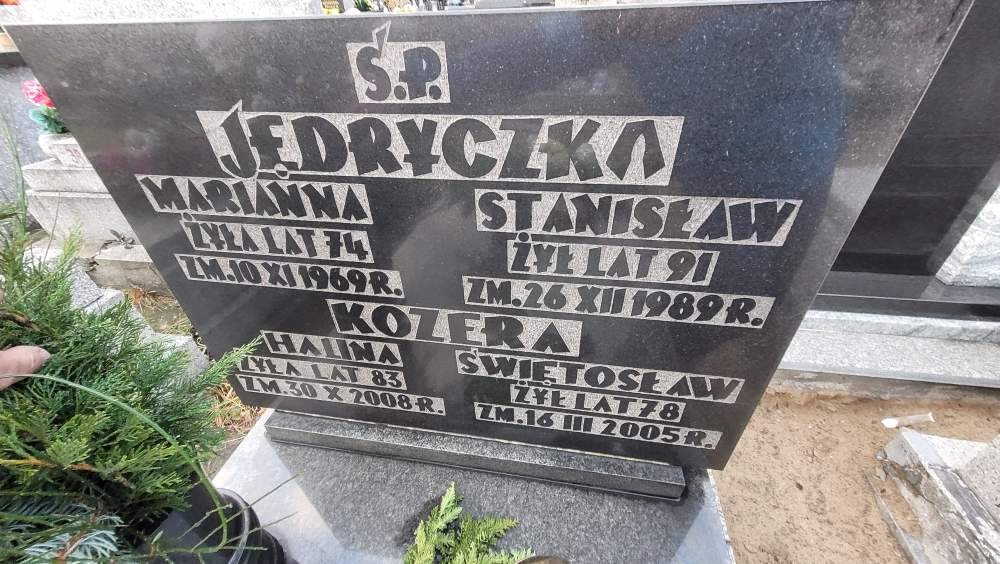 Ś.P.
JĘDRYCZKA
MARIANNA
ŻYŁA LAT 74
ZM. 10 XI 1969 R.
STANISŁAW
ŻYŁ LAT 91
ZM. 26 XII 1989 R.
KOZERA
HALINA
ŻYŁA LAT 83
ZM. 30 X 2008 R.
ŚWIĘTOSŁAW
ŻYŁ LAT 78
ZM. 16 III 2005 R.